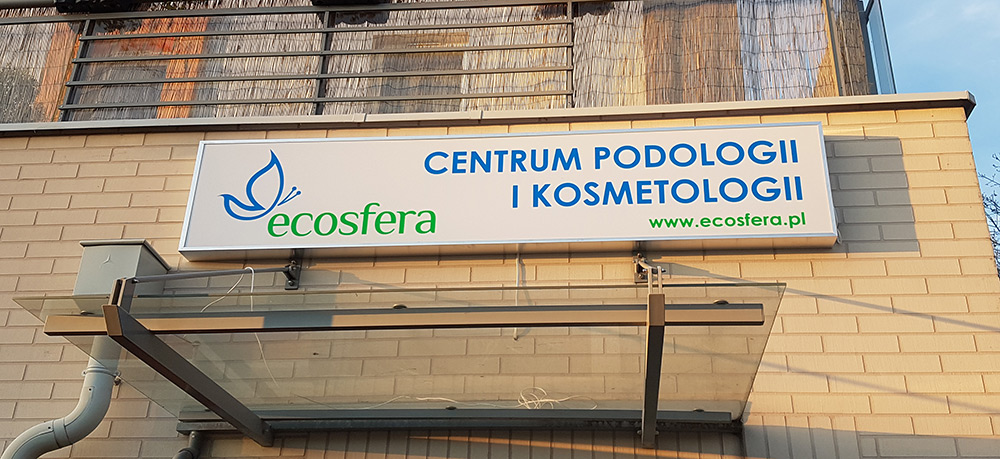 ecosfera
CENTRUM PODOLOGII
I KOSMETOLOGII
www.ecosfera.pl